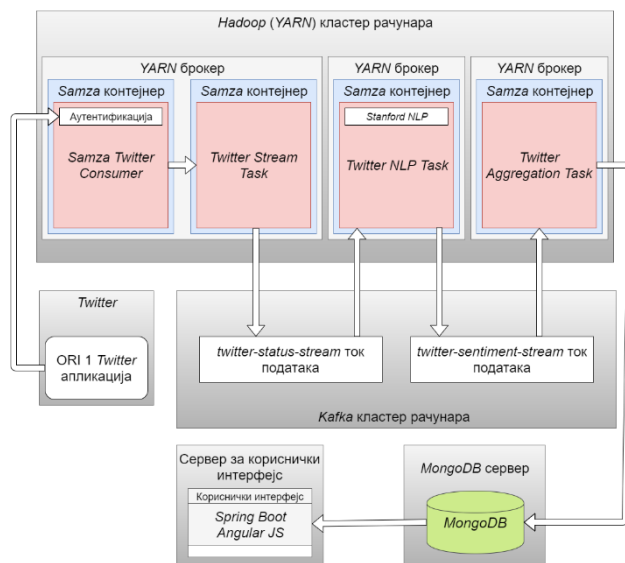 Hadoop (YARN) кластер рачунара
YARN брокер
YARN брокер
YARN брокер
Samza контејнер
Samza контејнер
Samza контејнер
Samza контејнер
Аутентификација
Samza Twitter
Consumer
Twitter Stream
Task
Stanford NLP
Twitter NLP Task
Twitter
Aggregation Task
Twitter
ORI 1 Twitter
апликација
twitter-status-stream ток
података
twitter-sentiment-stream ток
података
Kafka кластер рачунара
Сервер за кориснички
интерфејс
Кориснички интерфејс
Spring Boot
Angular JS
MongoDB сервер
MongoDB